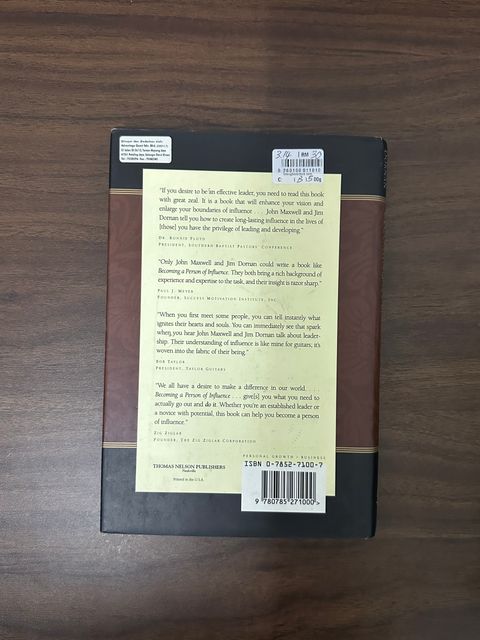 3.14
1 RM 35
9 780100 011010
C
15.00
"If you desire to be an effective leader, you need to read this book
with great zeal. It is a book that will enhance your vision and
enlarge your boundaries of influence . . . . John Maxwell and Jim
Dornan tell you how to create long-lasting influence in the lives of
[those] you have the privilege of leading and developing."
Dr. Ronnie Floyd
President, Southern Baptist Pastors' Conference
"Only John Maxwell and Jim Dornan could write a book like
Becoming a Person of Influence. They both bring a rich background of
experience and expertise to the task, and their insight is razor sharp."
Paul J. Meyer
Founder, Success Motivation Institute, Inc.
"When you first meet some people, you can tell instantly what
ignites their hearts and souls. You can immediately see that spark
when you hear John Maxwell and Jim Dornan talk about leader-
ship. Their understanding of influence is like mine for guitars; it's
woven into the fabric of their being."
Bob Taylor
President, Taylor Guitars
"We all have a desire to make a difference in our world. . . .
Becoming a Person of Influence . . . give[s] you what you need to
actually go out and do it. Whether you're an established leader or
a novice with potential, this book can help you become a person
of influence."
Zig Ziglar
Founder, The Zig Ziglar Corporation
PERSONAL GROWTH • BUSINESS
THOMAS NELSON PUBLISHERS
Nashville
Printed in the U.S.A.
ISBN 0-7852-7100-7
9 780785 271000